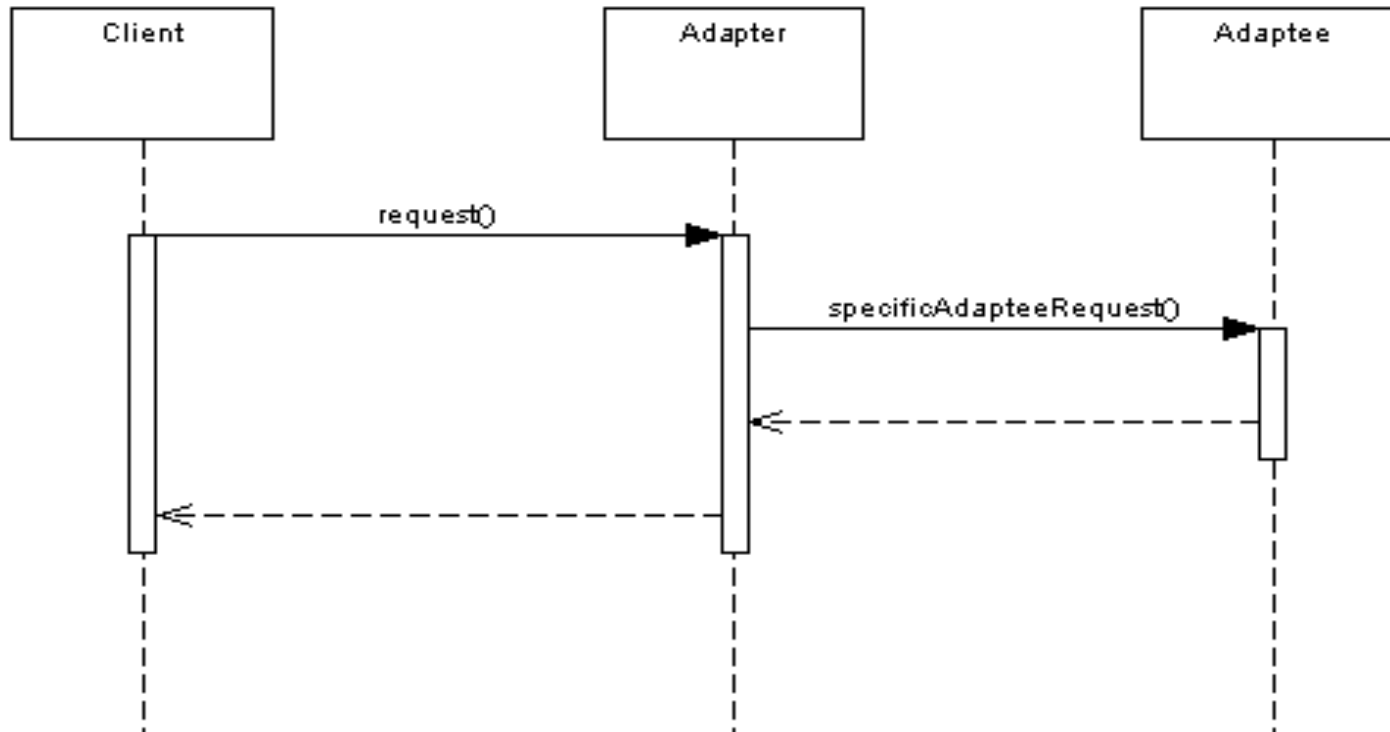 Client
Adapter
Adaptee
request()
specificAdapteeRequest()